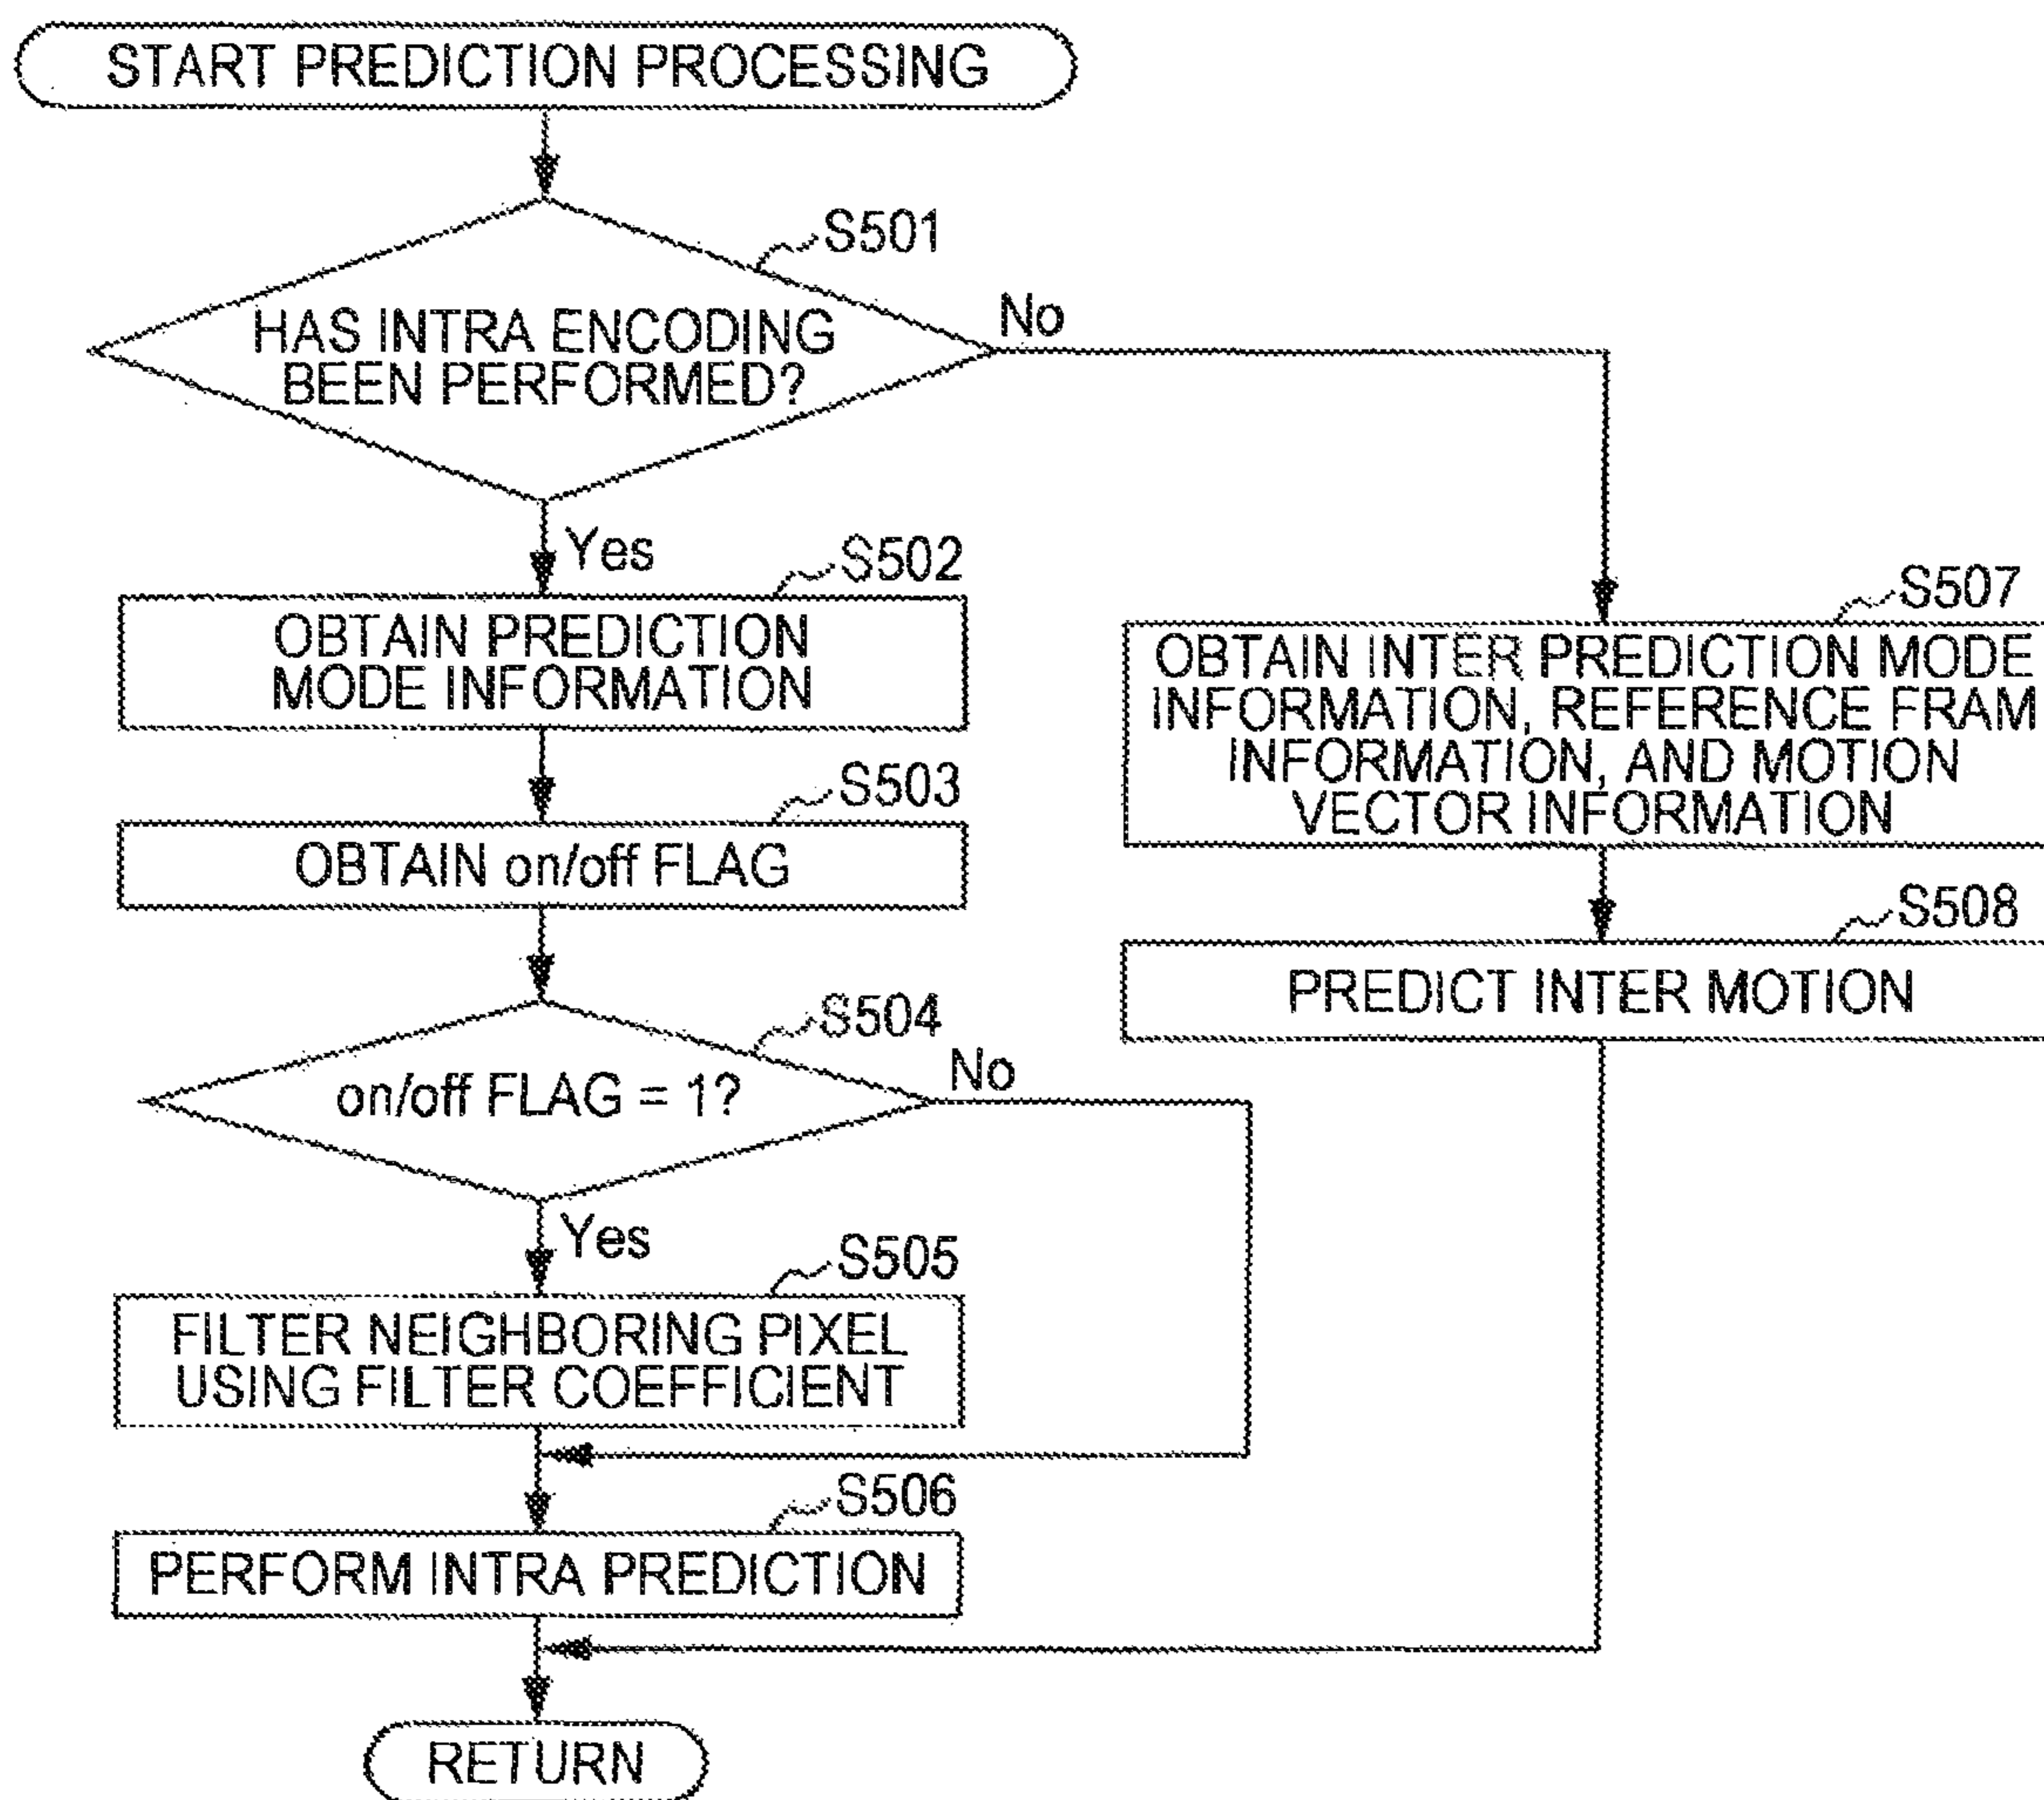 START PREDICTION PROCESSING
S501
HAS INTRA ENCODING
BEEN PERFORMED?
No
Yes
S502
OBTAIN PREDICTION
MODE INFORMATION
S503
OBTAIN on/off FLAG
S504
on/off FLAG = 1?
No
Yes
S505
FILTER NEIGHBORING PIXEL
USING FILTER COEFFICIENT
S506
PERFORM INTRA PREDICTION
S507
OBTAIN INTER PREDICTION MODE
INFORMATION, REFERENCE FRAM
INFORMATION, AND MOTION
VECTOR INFORMATION
S508
PREDICT INTER MOTION
RETURN